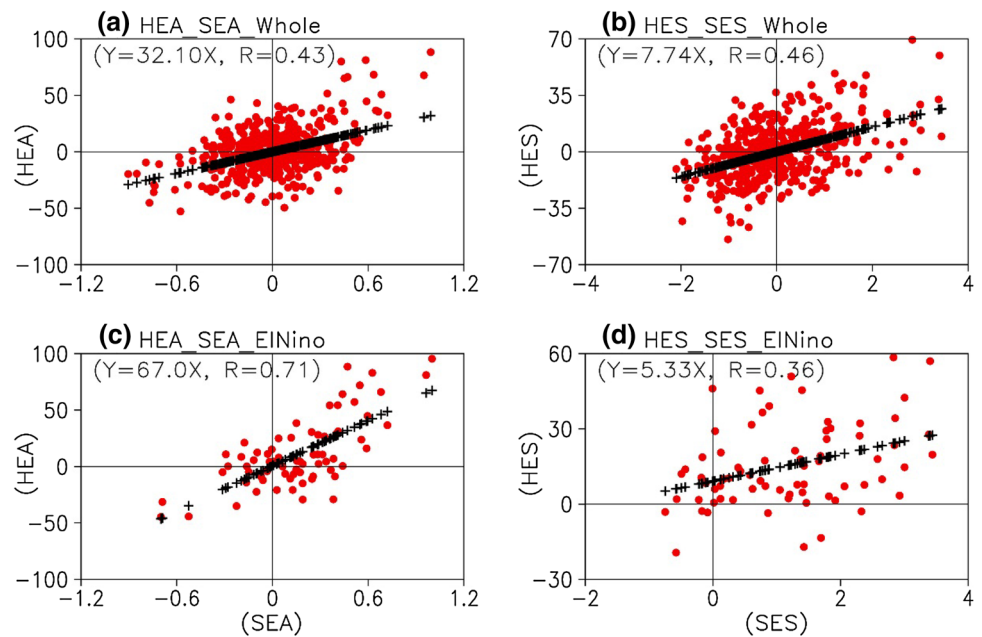 (a) HEA_SEA_Whole
(b) HES_SES_Whole
(Y=32.10X, R=0.43)
(Y=7.74X, R=0.46)
100
50
0
−50
−100
(HEA)
−1.2 −0.6 0 0.6 1.2
70
35
0
−35
−70
(HES)
−4 −2 0 2 4
(c) HEA_SEA_ElNino
(d) HES_SES_ElNino
(Y=67.0X, R=0.71)
(Y=5.33X, R=0.36)
100
50
0
−50
−100
(HEA)
−1.2 −0.6 0 0.6 1.2
(SEA)
60
30
0
−30
(HES)
−2 0 2 4
(SES)